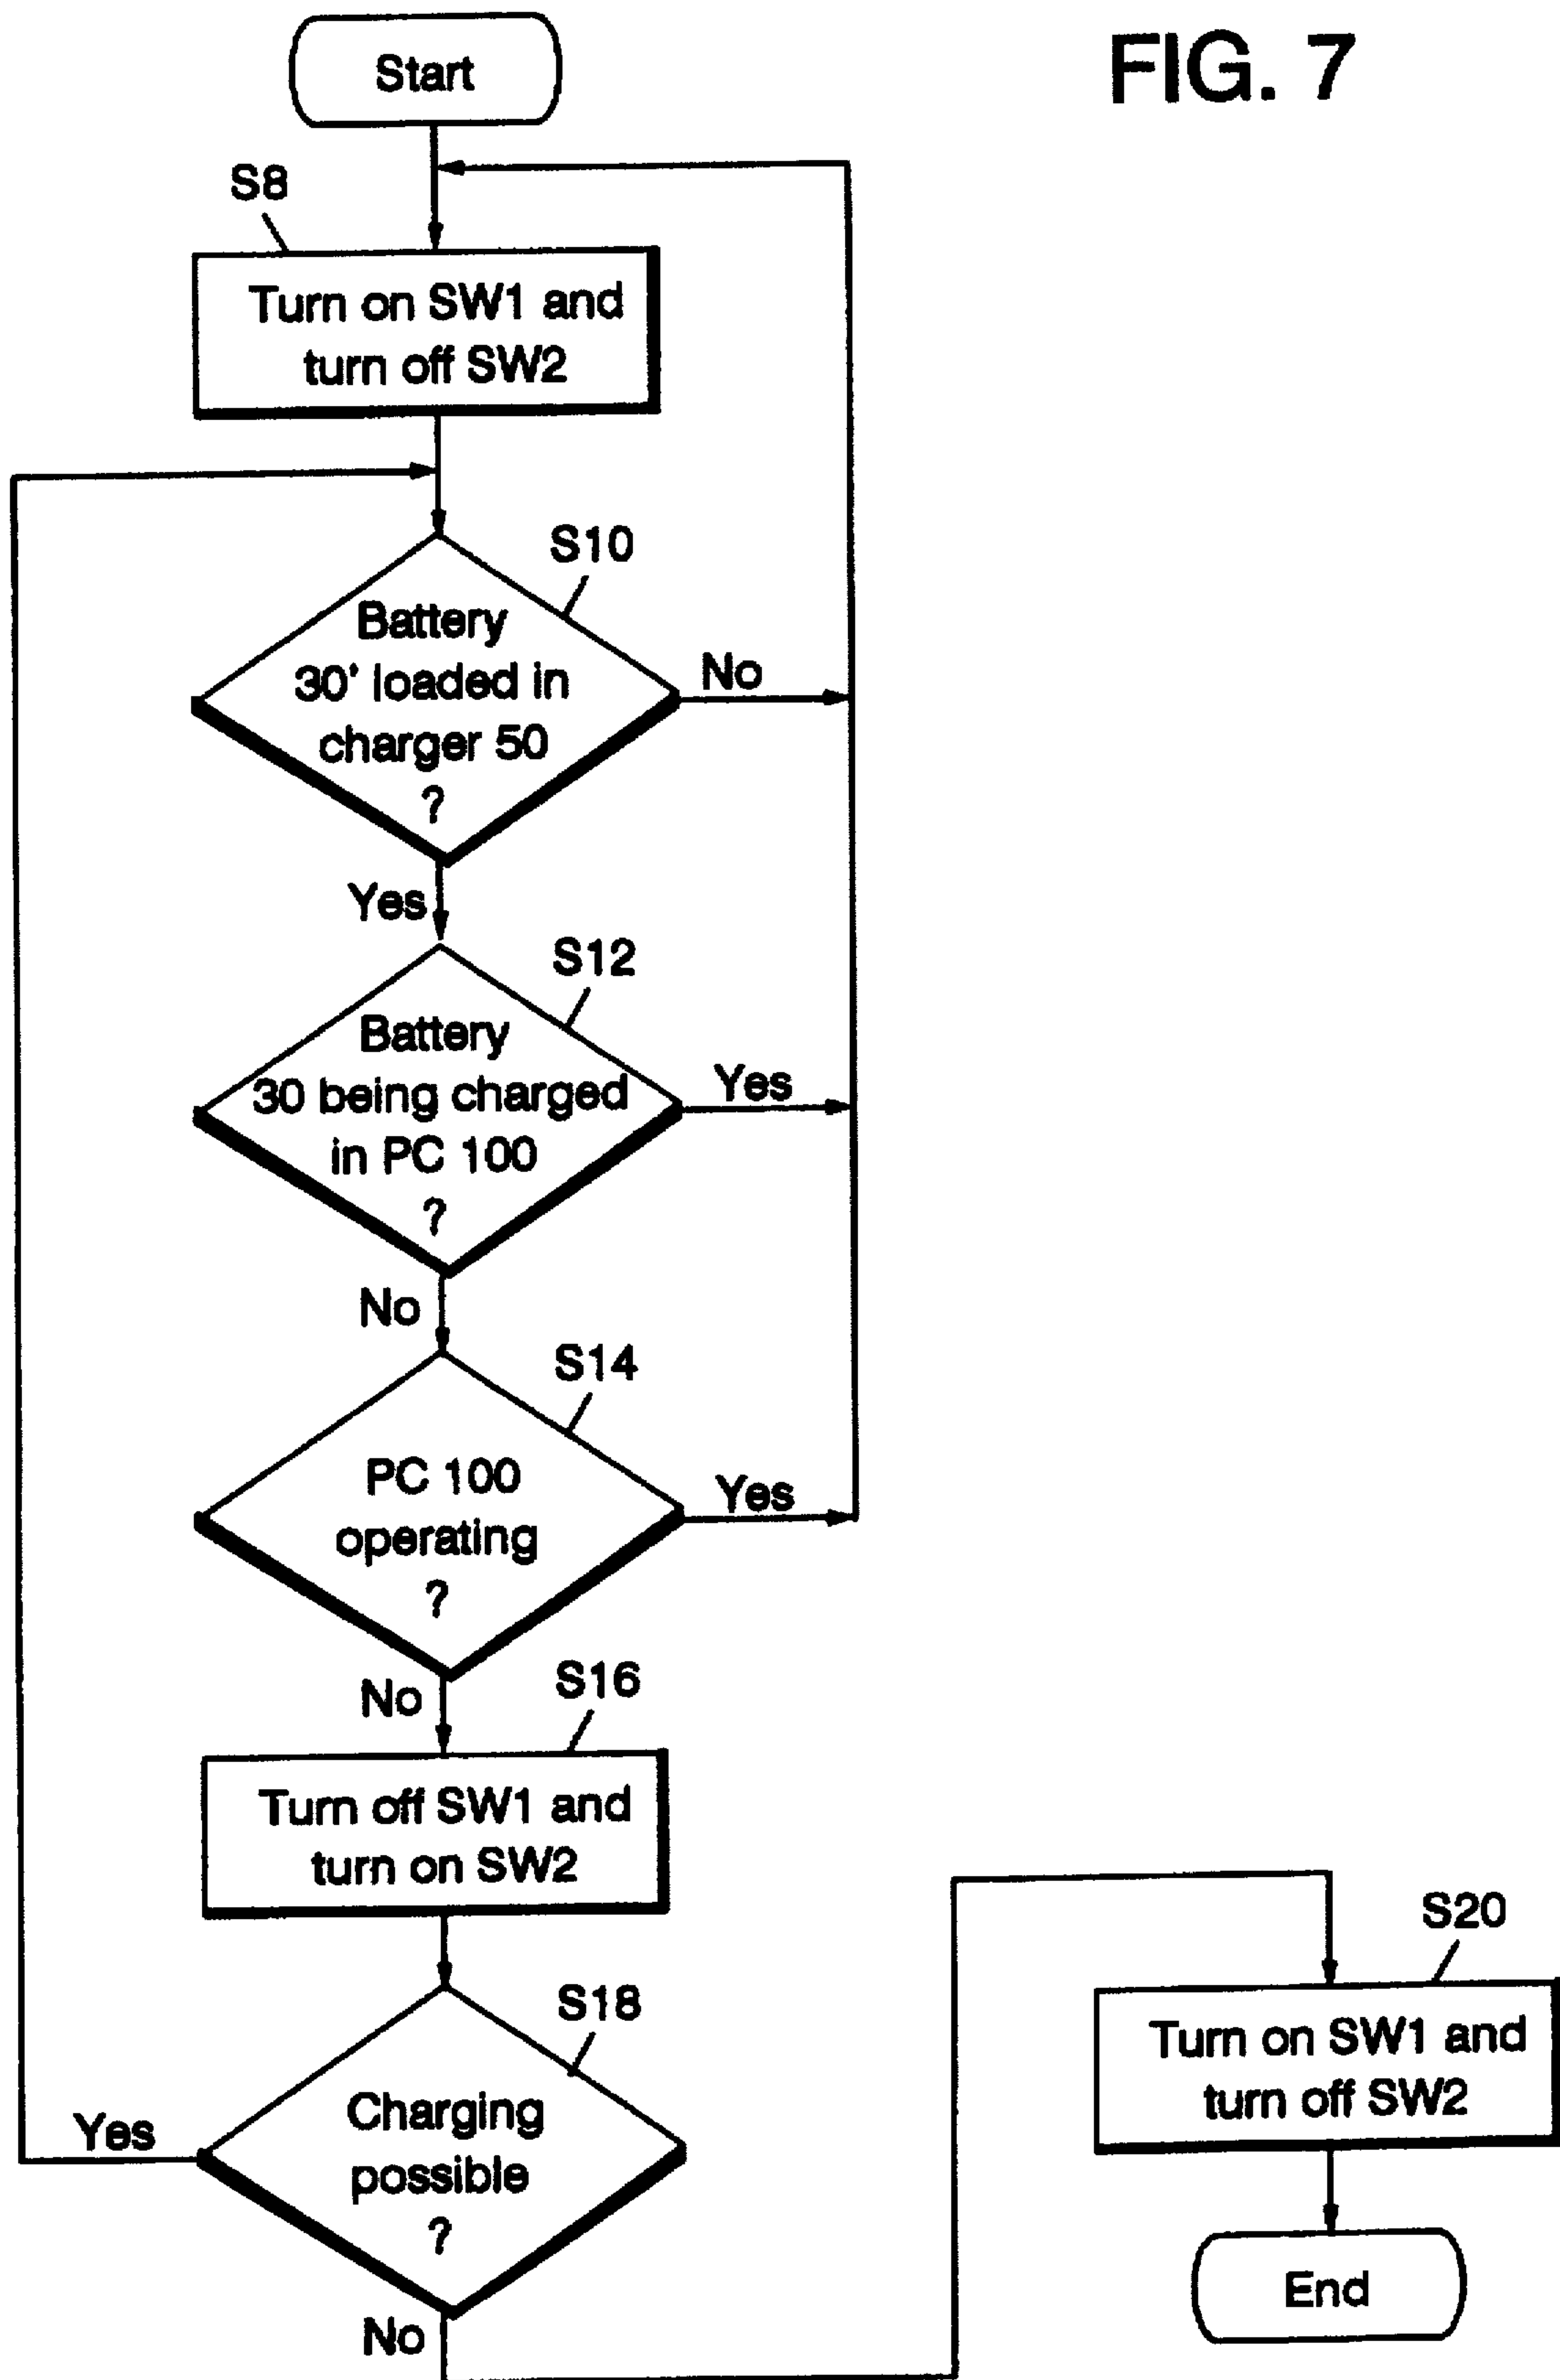 FIG. 7
Start
S8
Turn on SW1 and
turn off SW2
S10
Battery
30' loaded in
charger 50
?
No
Yes
S12
Battery
30 being charged
in PC 100
?
Yes
No
S14
PC 100
operating
?
Yes
No
S16
Turn off SW1 and
turn on SW2
S18
Charging
possible
?
Yes
No
S20
Turn on SW1 and
turn off SW2
End